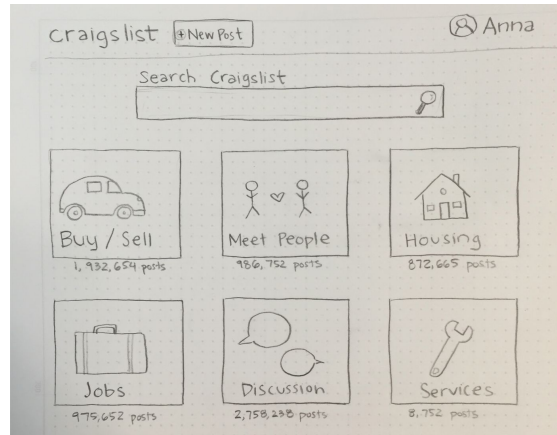 craigslist
New Post
Anna
Search Craigslist
Buy / Sell
1,932,654 posts
Meet People
986,752 posts
Housing
872,665 posts
Jobs
975,652 posts
Discussion
2,758,238 posts
Services
8,752 posts